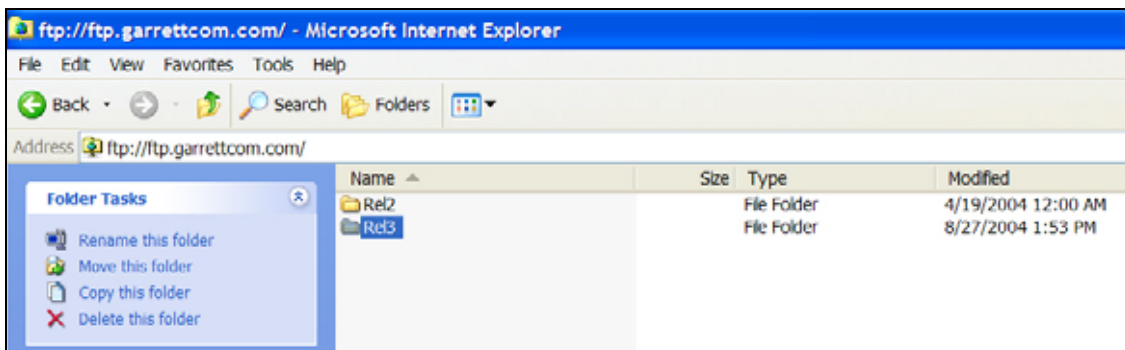 ftp://ftp.garrettcom.com/ - Microsoft Internet Explorer
File Edit View Favorites Tools Help
Back Search Folders
Address ftp://ftp.garrettcom.com/
Name Size Type Modified
Folder Tasks
Rel2 File Folder 4/19/2004 12:00 AM
Rel3 File Folder 8/27/2004 1:53 PM
Rename this folder
Move this folder
Copy this folder
Delete this folder